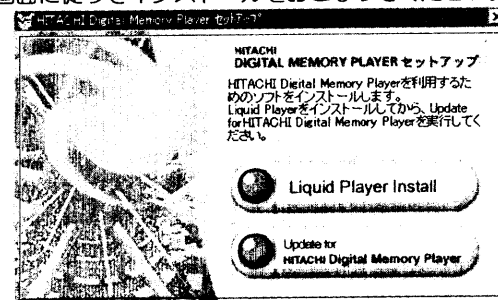 画面に従ってインストールをおこなってください
HITACHI Digital Memory Player セットアップ
HITACHI
DIGITAL MEMORY PLAYER セットアップ
HITACHI Digital Memory Playerを利用するた
めのソフトをインストールします。
Liquid Playerをインストールしてから、Update
forHITACHI Digital Memory Playerを実行してく
ださい。
Liquid Player Install
Update for
HITACHI Digital Memory Player